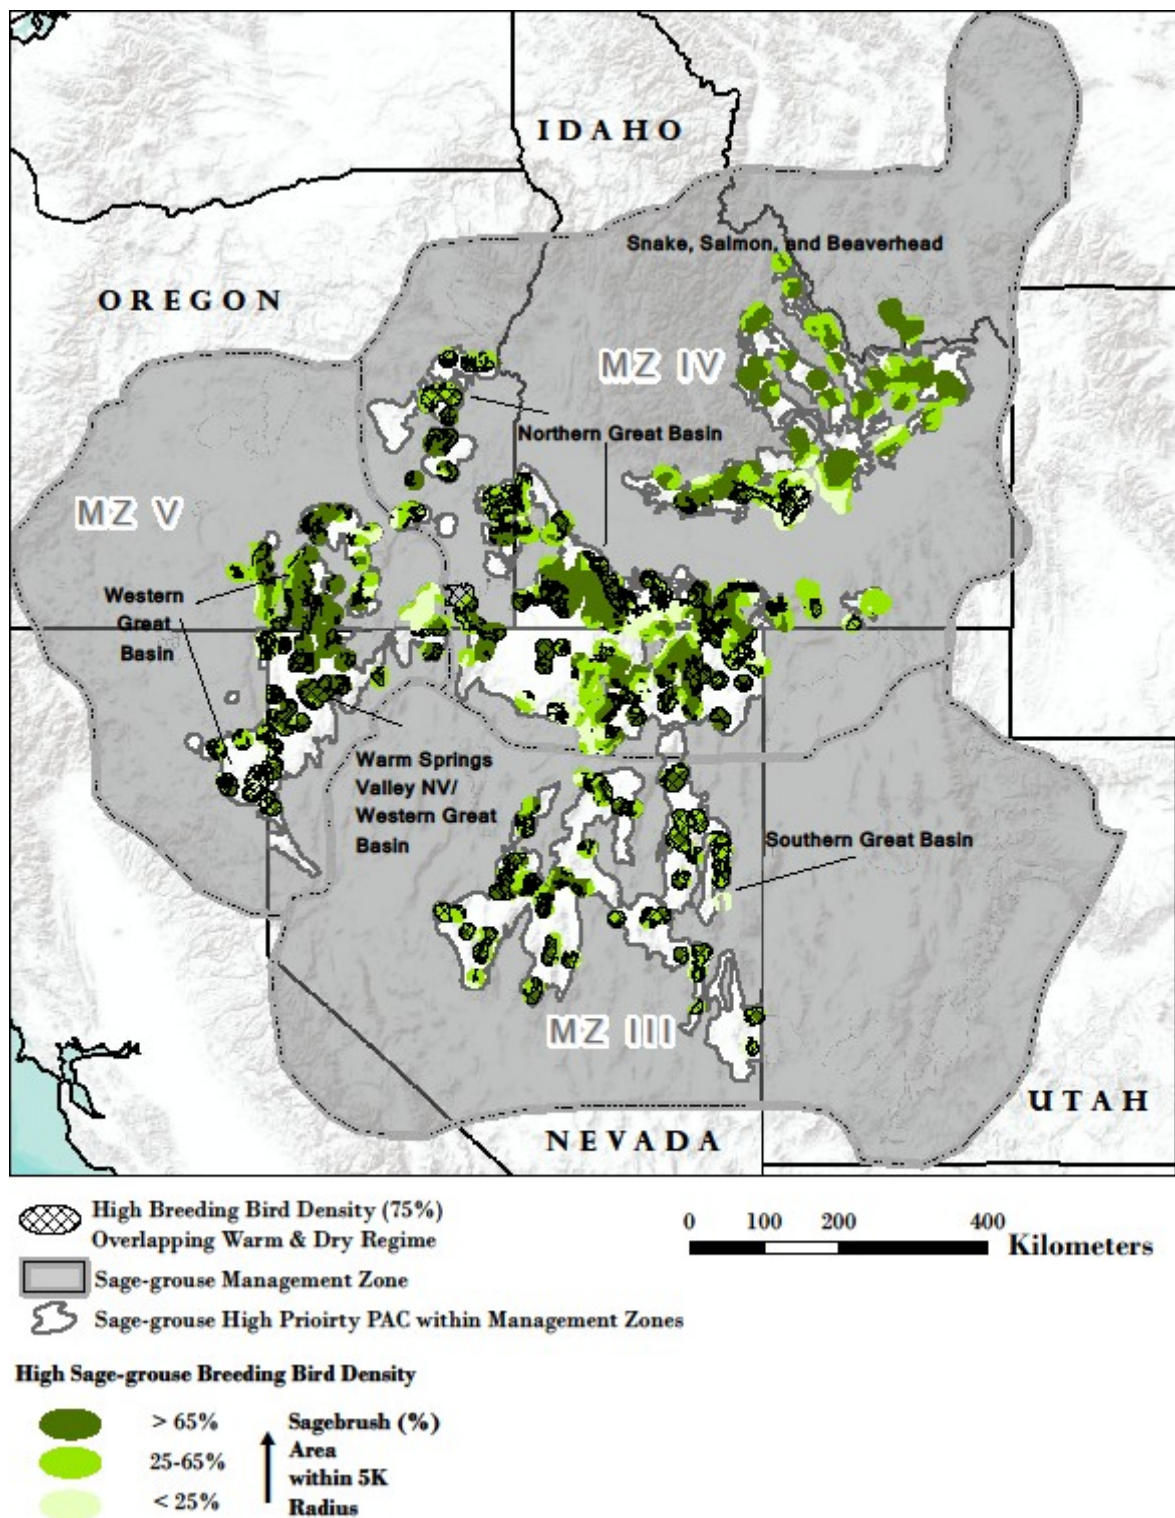 IDAHO
Snake, Salmon, and Beaverhead
OREGON
MZ IV
Northern Great Basin
MZ V
Western
Great
Basin
Warm Springs
Valley NV/
Western Great
Basin
Southern Great Basin
MZ III
UTAH
NEVADA
High Breeding Bird Density (75%)
Overlapping Warm & Dry Regime
0 100 200 400
Kilometers
Sage-grouse Management Zone
Sage-grouse High Prioirty PAC within Management Zones
High Sage-grouse Breeding Bird Density
> 65%
25-65%
< 25%
Sagebrush (%)
Area
within 5K
Radius